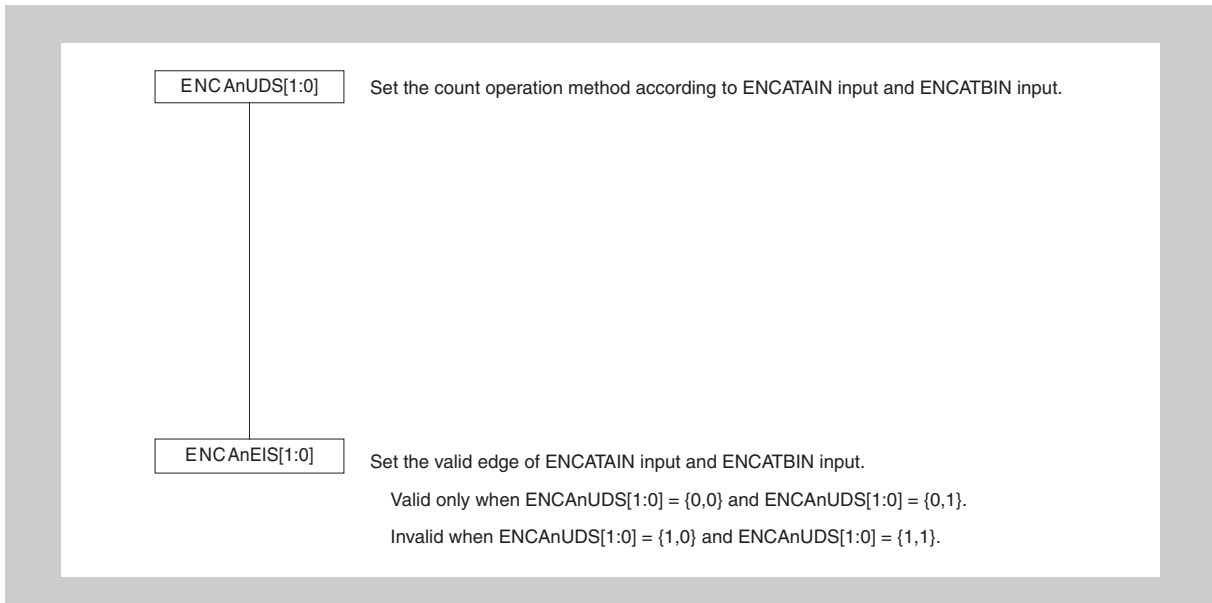 ENCAnUDS[1:0] Set the count operation method according to ENCATAIN input and ENCATBIN input.
ENCAnEIS[1:0] Set the valid edge of ENCATAIN input and ENCATBIN input.
Valid only when ENCAnUDS[1:0] = {0,0} and ENCAnUDS[1:0] = {0,1}.
Invalid when ENCAnUDS[1:0] = {1,0} and ENCAnUDS[1:0] = {1,1}.